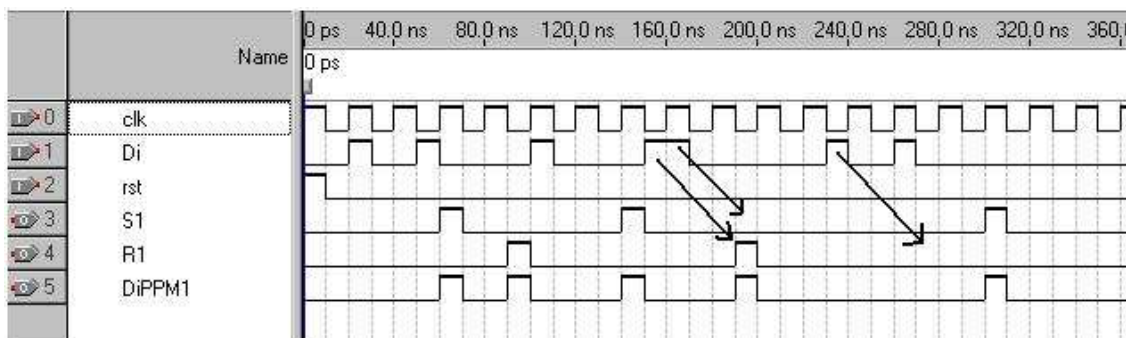 0 ps 40.0 ns 80.0 ns 120.0 ns 160.0 ns 200.0 ns 240.0 ns 280.0 ns 320.0 ns 360.
Name 0 ps
0 clk
1 Di
2 rst
3 S1
4 R1
5 DiPPM1